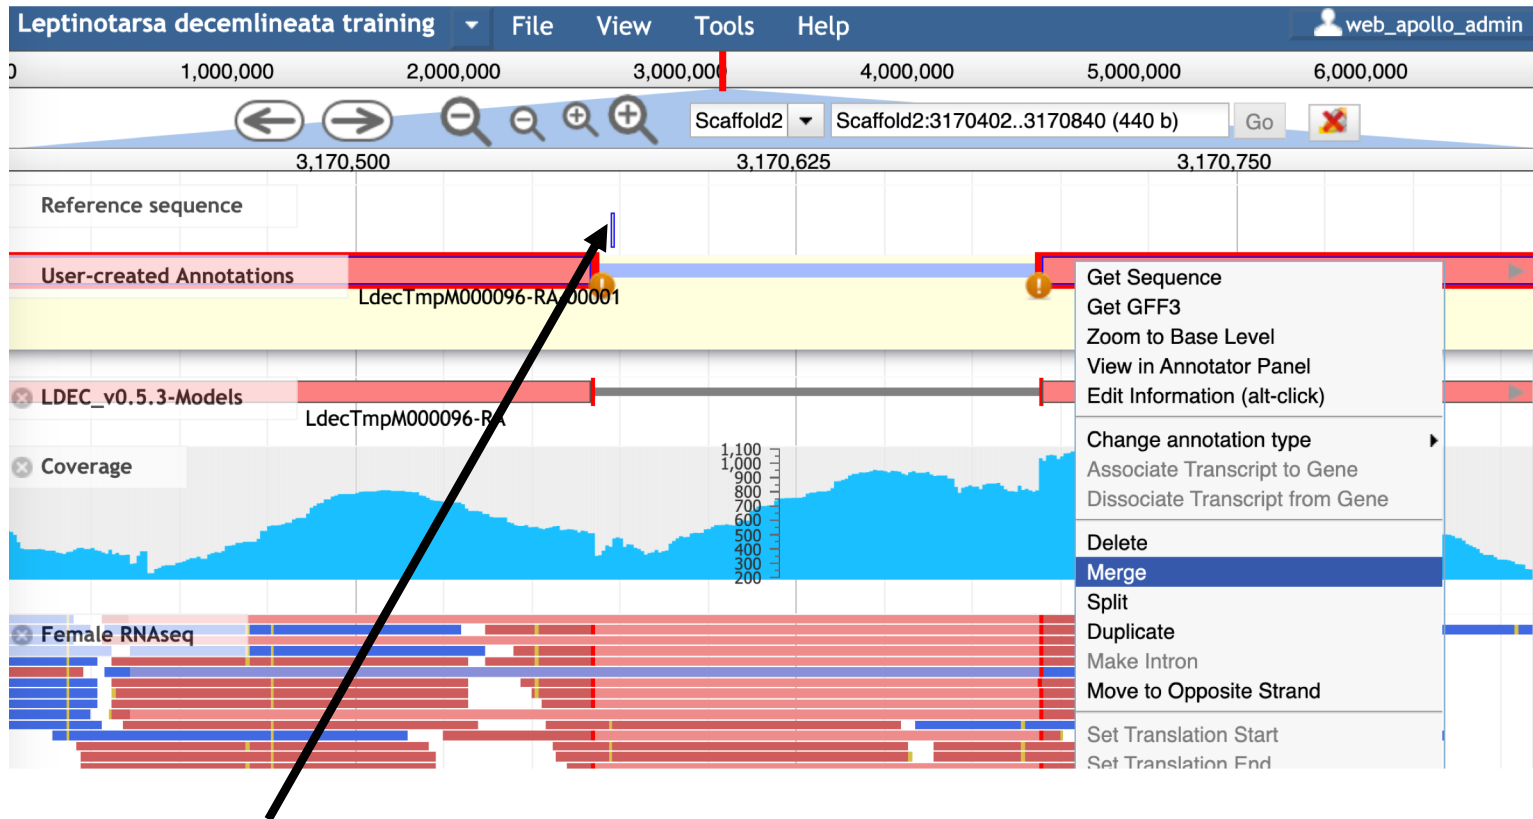 Leptinotarsa decemlineata training File View Tools Help web_apollo_admin
0 1,000,000 2,000,000 3,000,000 4,000,000 5,000,000 6,000,000
Scaffold2 Scaffold2:3170402..3170840 (440 b) Go
3,170,500 3,170,625 3,170,750
Reference sequence
User-created Annotations
LdecTmpM000096-RA-00001
Get Sequence
Get GFF3
Zoom to Base Level
View in Annotator Panel
Edit Information (alt-click)
Change annotation type
Associate Transcript to Gene
Dissociate Transcript from Gene
Delete
Merge
Split
Duplicate
Make Intron
Move to Opposite Strand
Set Translation Start
Set Translation End
LDEC_v0.5.3-Models
LdecTmpM000096-RA
Coverage
1,100
1,000
900
800
700
600
500
400
300
200
Female RNAseq